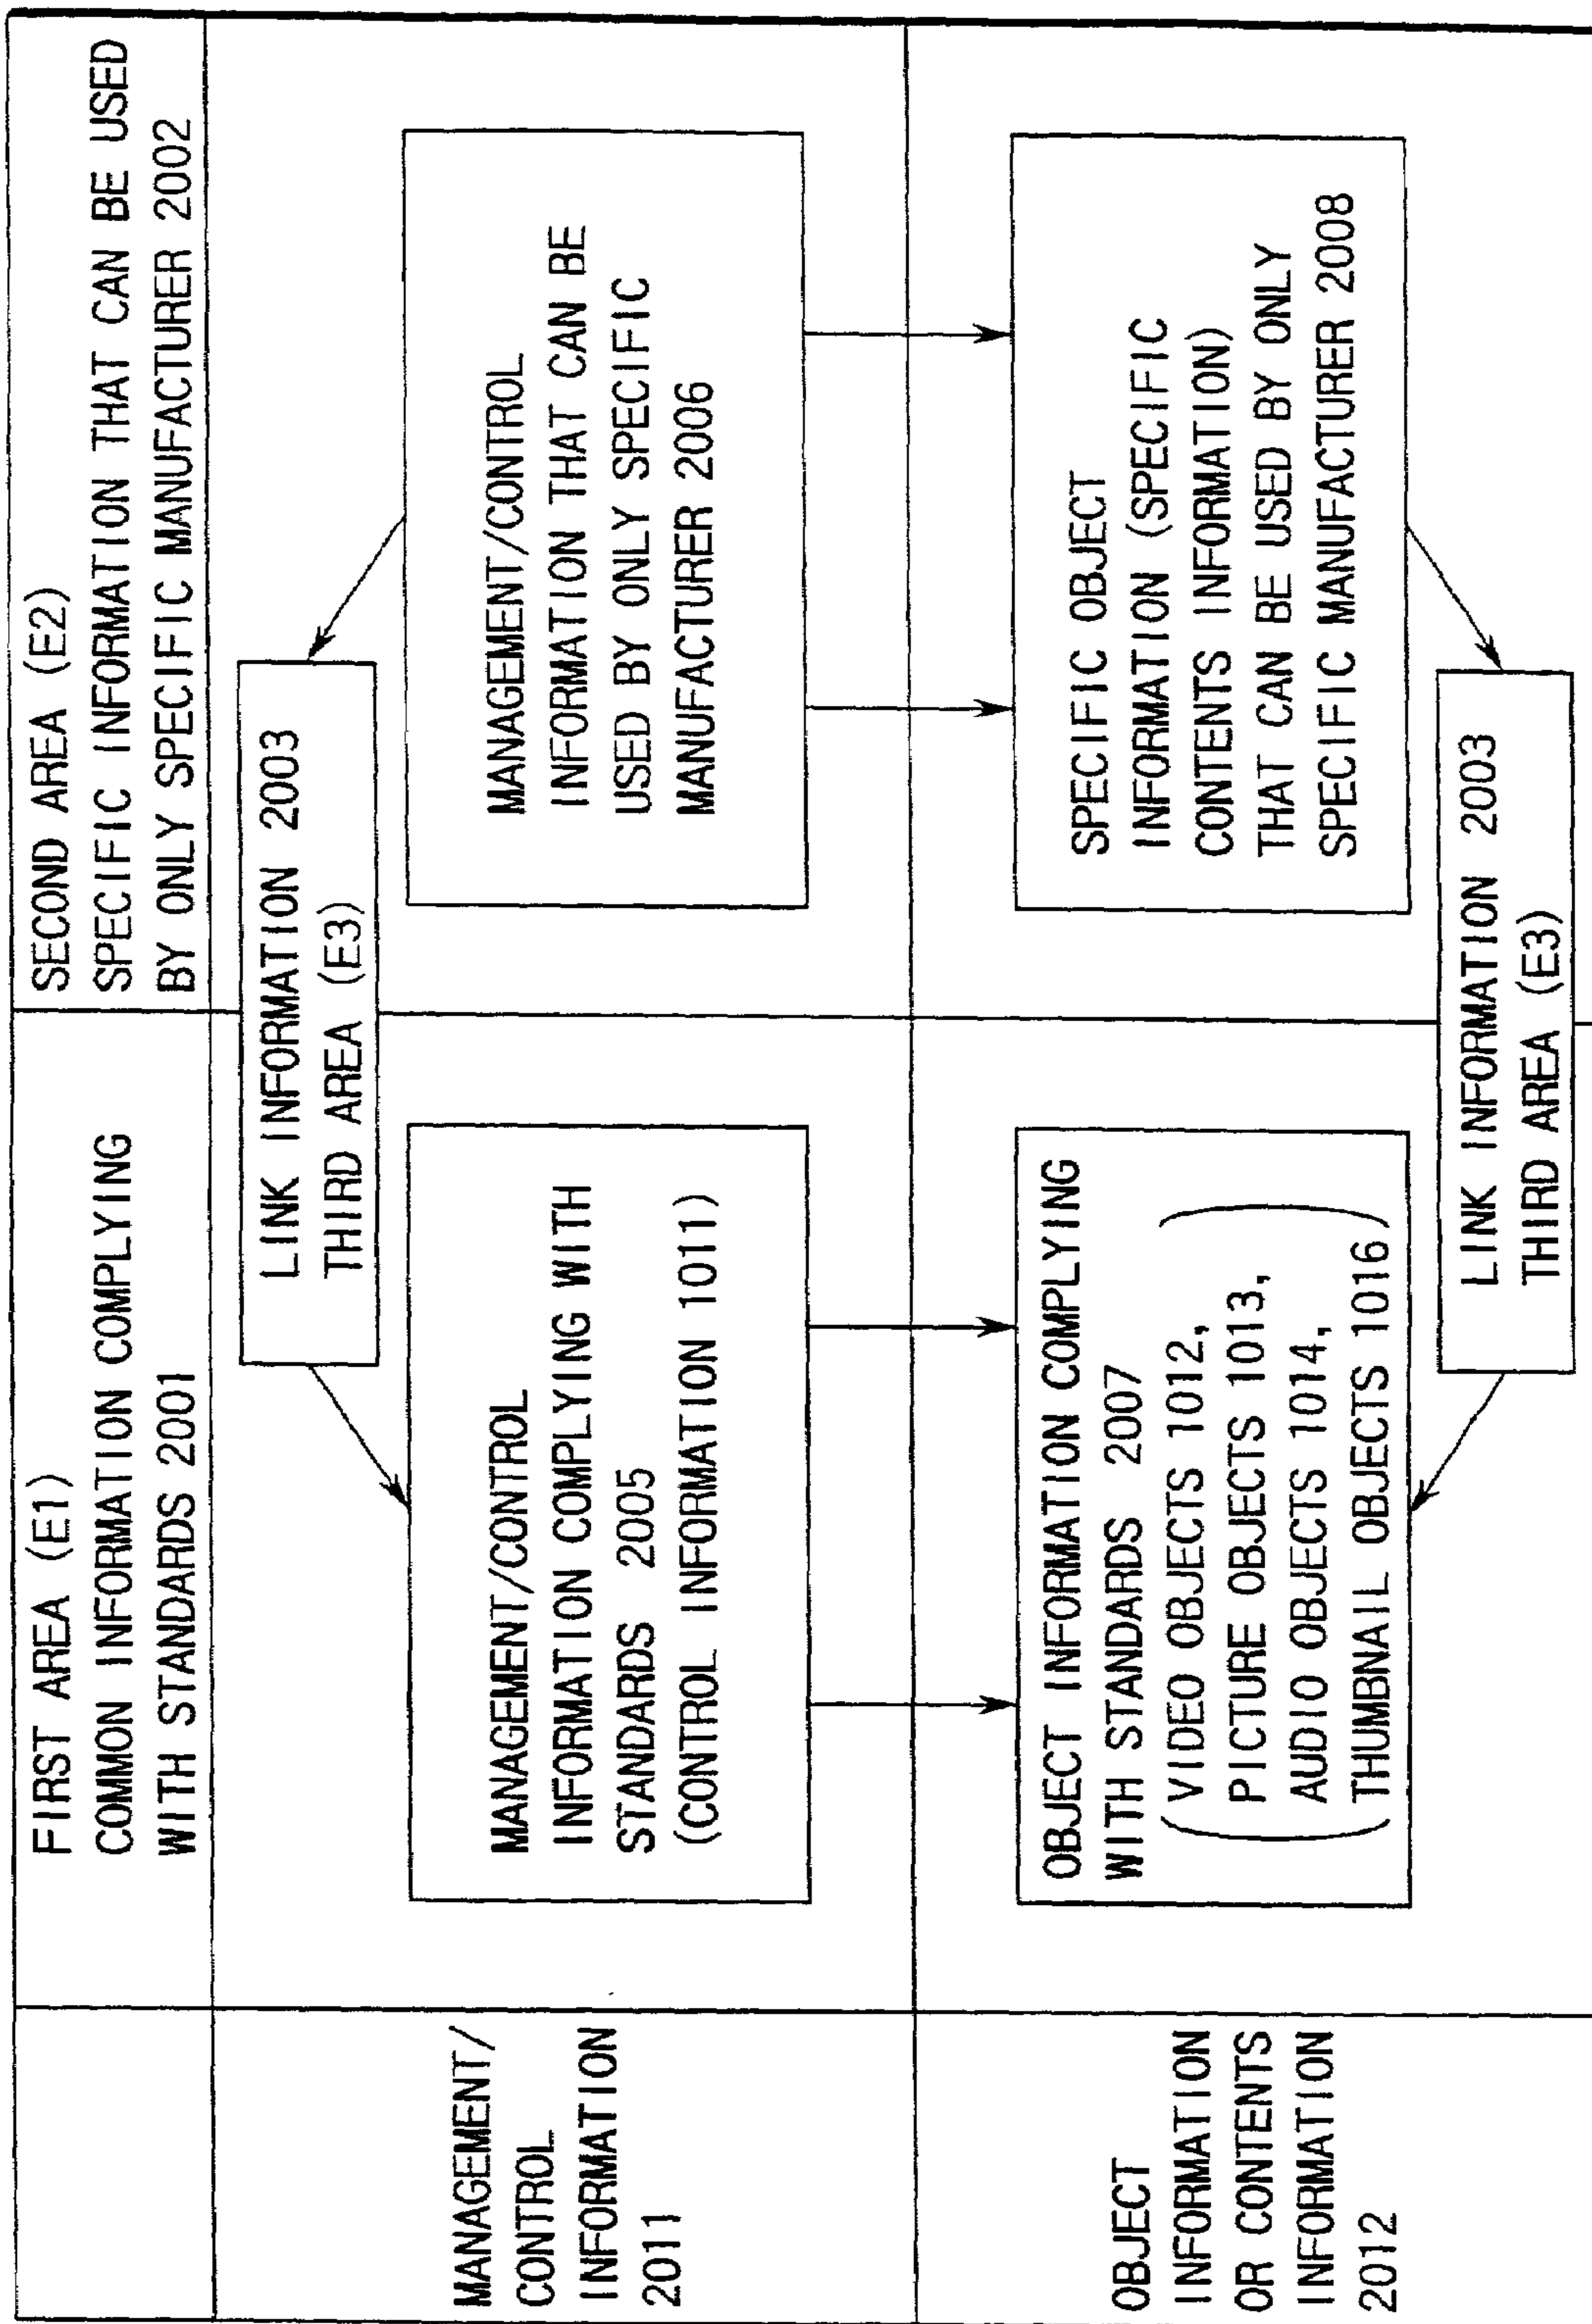 FIRST AREA (E1)
COMMON INFORMATION COMPLYING
WITH STANDARDS 2001
SECOND AREA (E2)
SPECIFIC INFORMATION THAT CAN BE USED
BY ONLY SPECIFIC MANUFACTURER 2002
MANAGEMENT/
CONTROL
INFORMATION
2011
LINK INFORMATION 2003
THIRD AREA (E3)
MANAGEMENT/CONTROL
INFORMATION COMPLYING WITH
STANDARDS 2005
(CONTROL INFORMATION 1011)
MANAGEMENT/CONTROL
INFORMATION THAT CAN BE
USED BY ONLY SPECIFIC
MANUFACTURER 2006
OBJECT
INFORMATION
OR CONTENTS
INFORMATION
2012
OBJECT INFORMATION COMPLYING
WITH STANDARDS 2007
(VIDEO OBJECTS 1012,
PICTURE OBJECTS 1013,
AUDIO OBJECTS 1014,
THUMBNAIL OBJECTS 1016)
SPECIFIC OBJECT
INFORMATION (SPECIFIC
CONTENTS INFORMATION)
THAT CAN BE USED BY ONLY
SPECIFIC MANUFACTURER 2008
LINK INFORMATION 2003
THIRD AREA (E3)